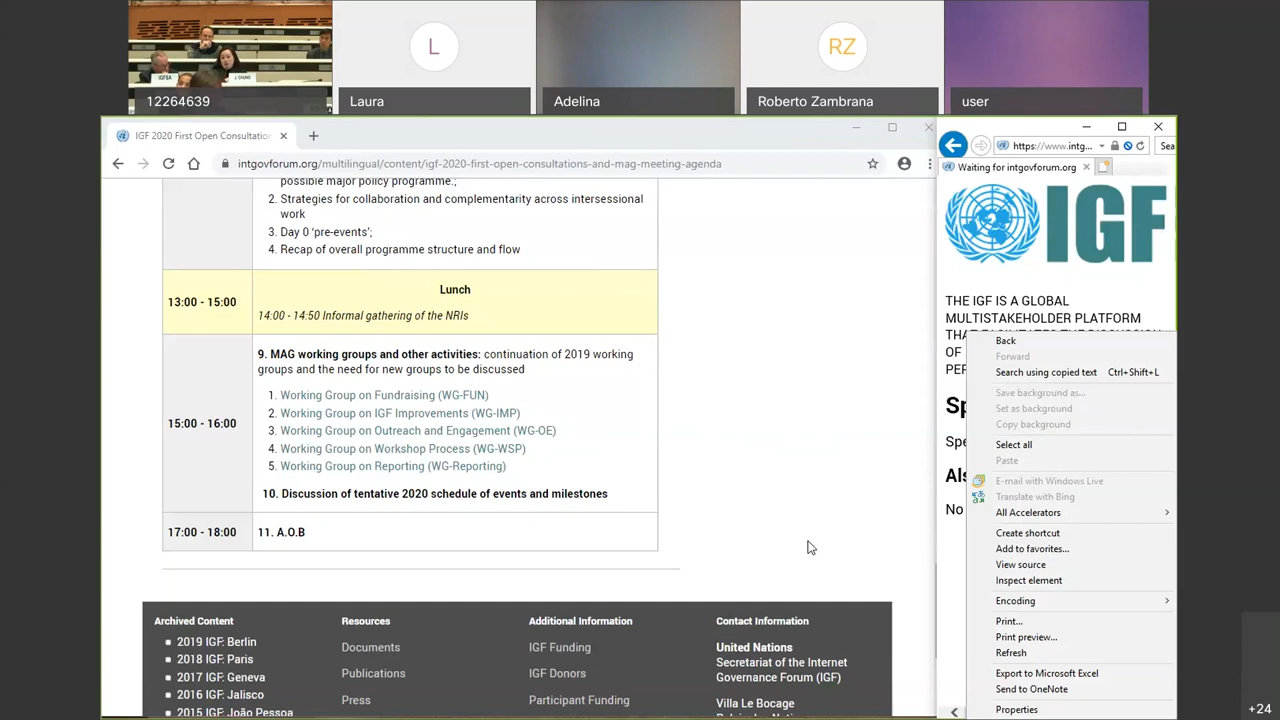 L
RZ
IGFSA
J. CHUNG
12264639
Laura
Adelina
Roberto Zambrana
user
IGF 2020 First Open Consultation
intgovforum.org/multilingual/content/igf-2020-first-open-consultations-and-mag-meeting-agenda
possible major policy programme.;
2. Strategies for collaboration and complementarity across intersessional
work
3. Day 0 ‘pre-events’;
4. Recap of overall programme structure and flow
13:00 - 15:00
Lunch
14:00 - 14:50 Informal gathering of the NRIs
15:00 - 16:00
9. MAG working groups and other activities: continuation of 2019 working
groups and the need for new groups to be discussed
1. Working Group on Fundraising (WG-FUN)
2. Working Group on IGF Improvements (WG-IMP)
3. Working Group on Outreach and Engagement (WG-OE)
4. Working Group on Workshop Process (WG-WSP)
5. Working Group on Reporting (WG-Reporting)
10. Discussion of tentative 2020 schedule of events and milestones
17:00 - 18:00
11. A.O.B
Archived Content
2019 IGF: Berlin
2018 IGF: Paris
2017 IGF: Geneva
2016 IGF: Jalisco
2015 IGF: João Pessoa
Resources
Documents
Publications
Press
Additional Information
IGF Funding
IGF Donors
Participant Funding
Contact Information
United Nations
Secretariat of the Internet
Governance Forum (IGF)
Villa Le Bocage
https://www.intg...
Sea
Waiting for intgovforum.org
IGF
THE IGF IS A GLOBAL
MULTISTAKEHOLDER PLATFORM
THAT FACILITATES THE DISCUSSION
OF
PER
Sp
Spe
Als
No
Back
Forward
Search using copied text Ctrl+Shift+L
Save background as...
Set as background
Copy background
Select all
Paste
E-mail with Windows Live
Translate with Bing
All Accelerators
Create shortcut
Add to favorites...
View source
Inspect element
Encoding
Print...
Print preview...
Refresh
Export to Microsoft Excel
Send to OneNote
Properties
+24